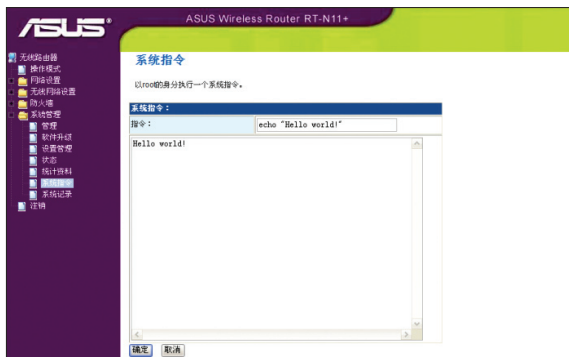 ASUS
ASUS Wireless Router RT-N11+
无线路由器
操作模式
网络设置
无线网络设置
防火墙
系统管理
管理
软件升级
设置管理
状态
统计资料
系统指令
系统记录
注销
系统指令
以root的身分执行一个系统指令。
系统指令：
指令：
echo "Hello world!"
Hello world!
确定
取消